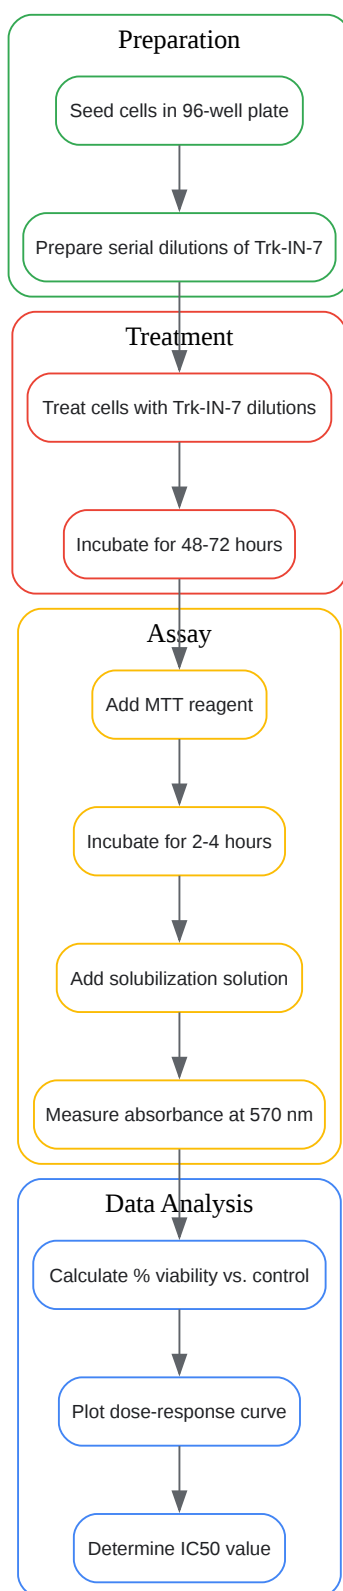 Preparation
Seed cells in 96-well plate
Prepare serial dilutions of Trk-IN-7
Treatment
Treat cells with Trk-IN-7 dilutions
Incubate for 48-72 hours
Assay
Add MTT reagent
Incubate for 2-4 hours
Add solubilization solution
Measure absorbance at 570 nm
Data Analysis
Calculate % viability vs. control
Plot dose-response curve
Determine IC50 value